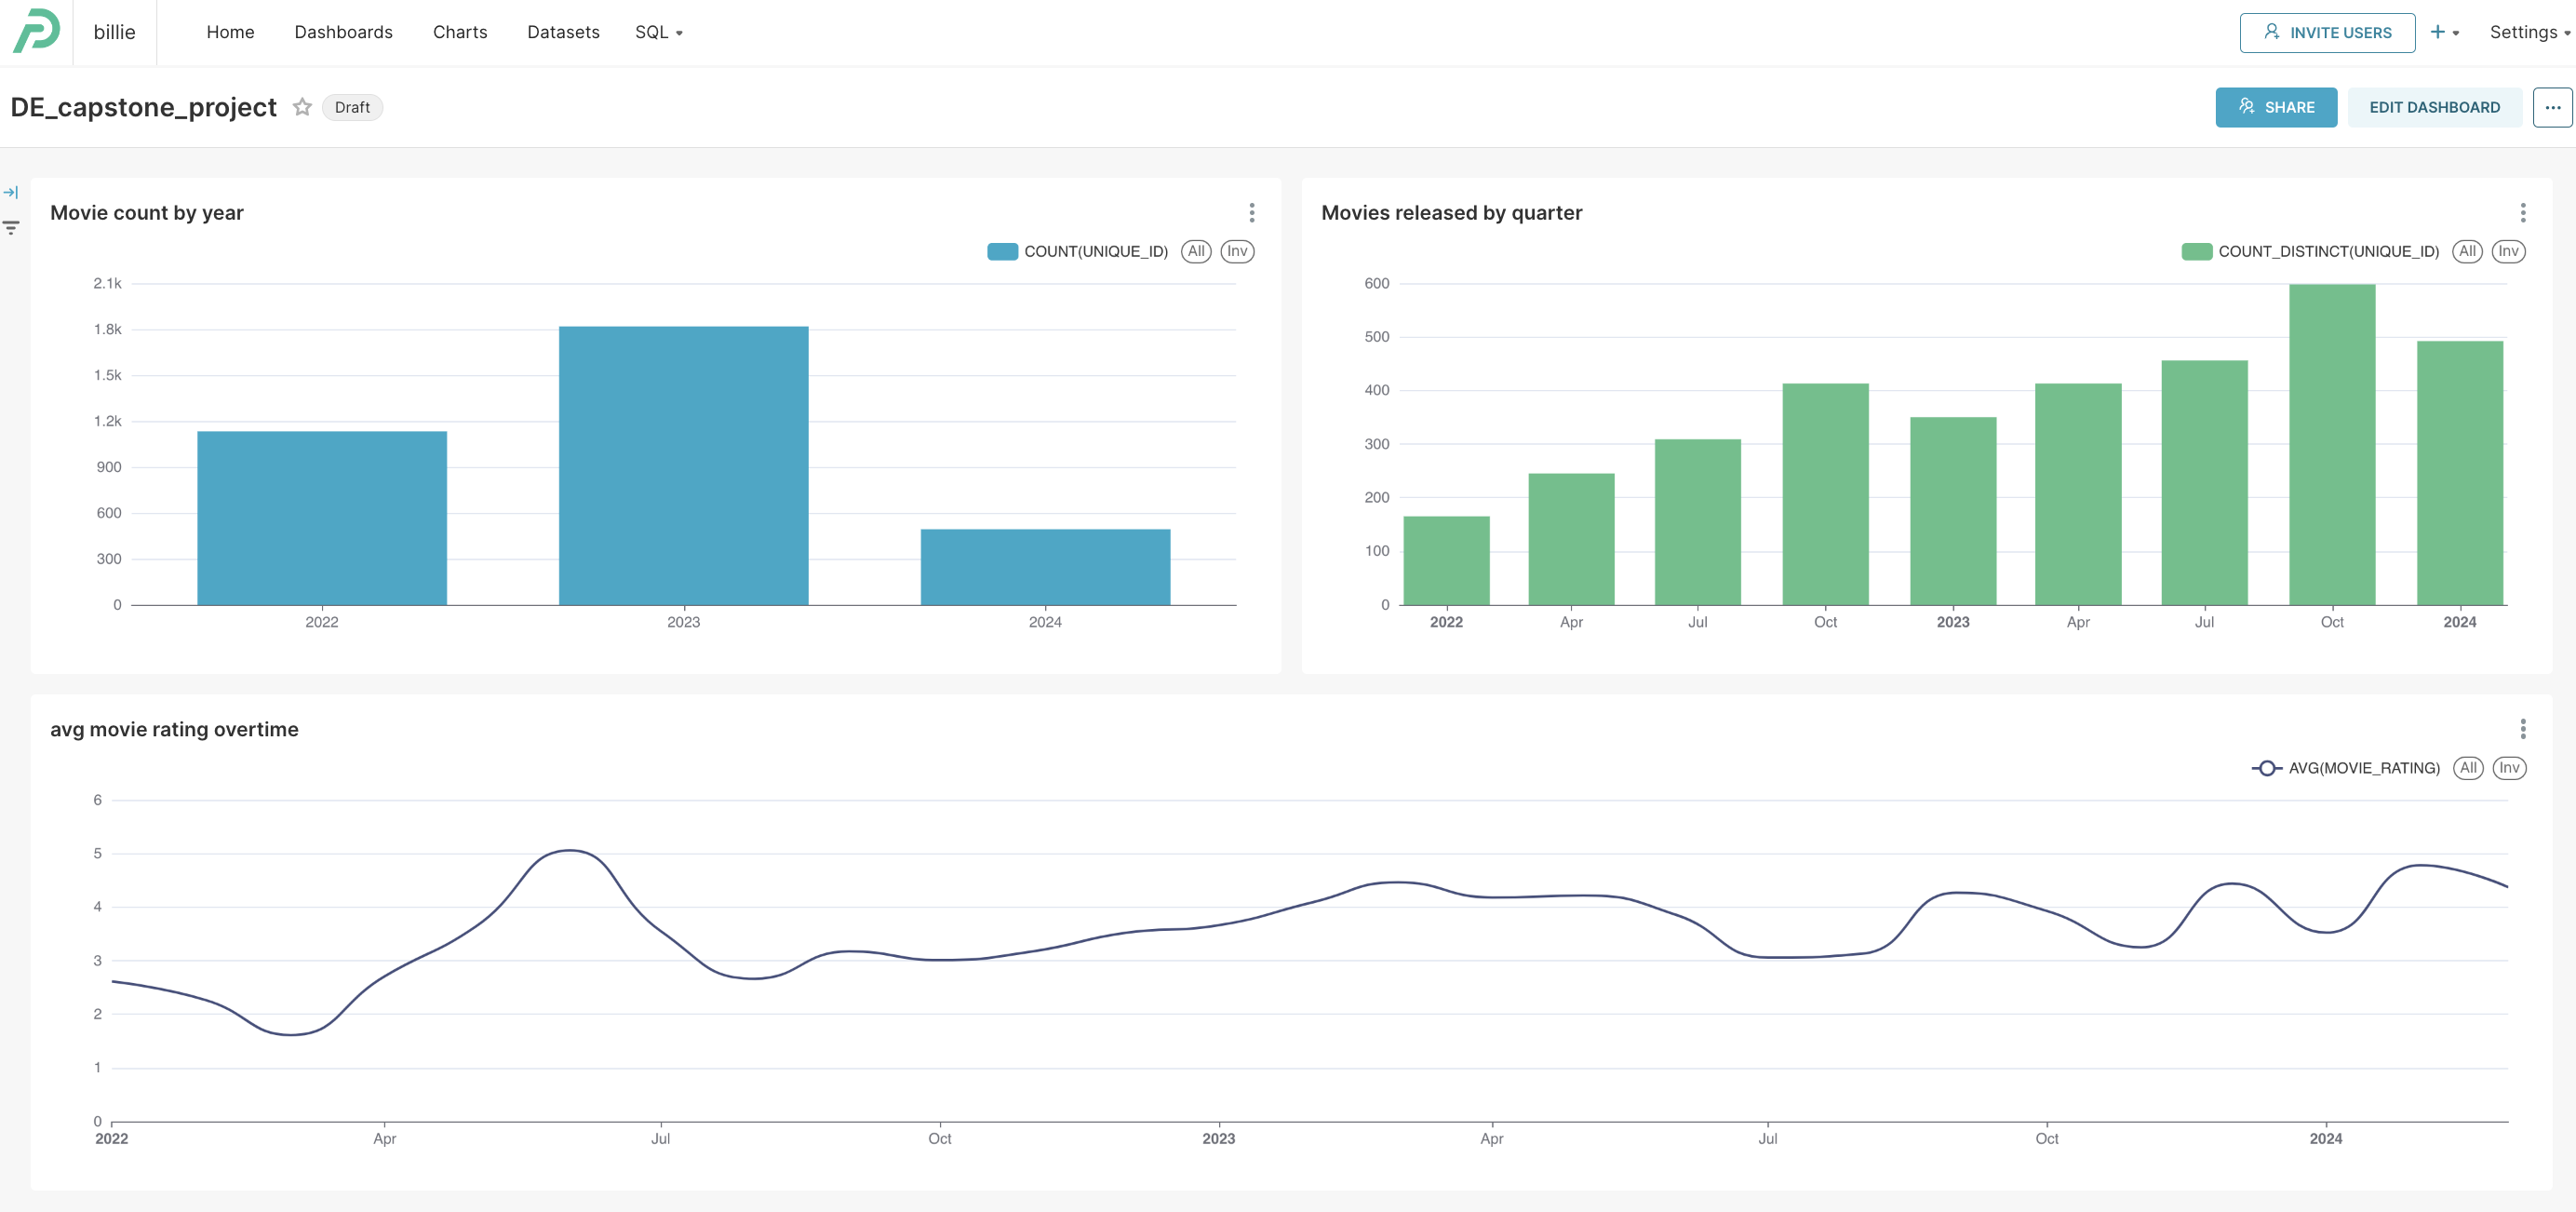 billie Home Dashboards Charts Datasets SQL INVITE USERS + Settings
DE_capstone_project Draft SHARE EDIT DASHBOARD ...
Movie count by year
COUNT(UNIQUE_ID) All Inv
2.1k
1.8k
1.5k
1.2k
900
600
300
0
2022 2023 2024
Movies released by quarter
COUNT_DISTINCT(UNIQUE_ID) All Inv
600
500
400
300
200
100
0
2022 Apr Jul Oct 2023 Apr Jul Oct 2024
avg movie rating overtime
AVG(MOVIE_RATING) All Inv
6
5
4
3
2
1
0
2022 Apr Jul Oct 2023 Apr Jul Oct 2024